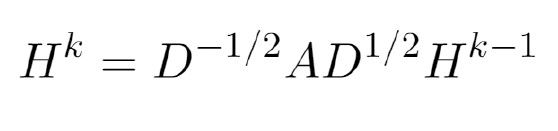 H^k = D^{-1/2} A D^{1/2} H^{k-1}